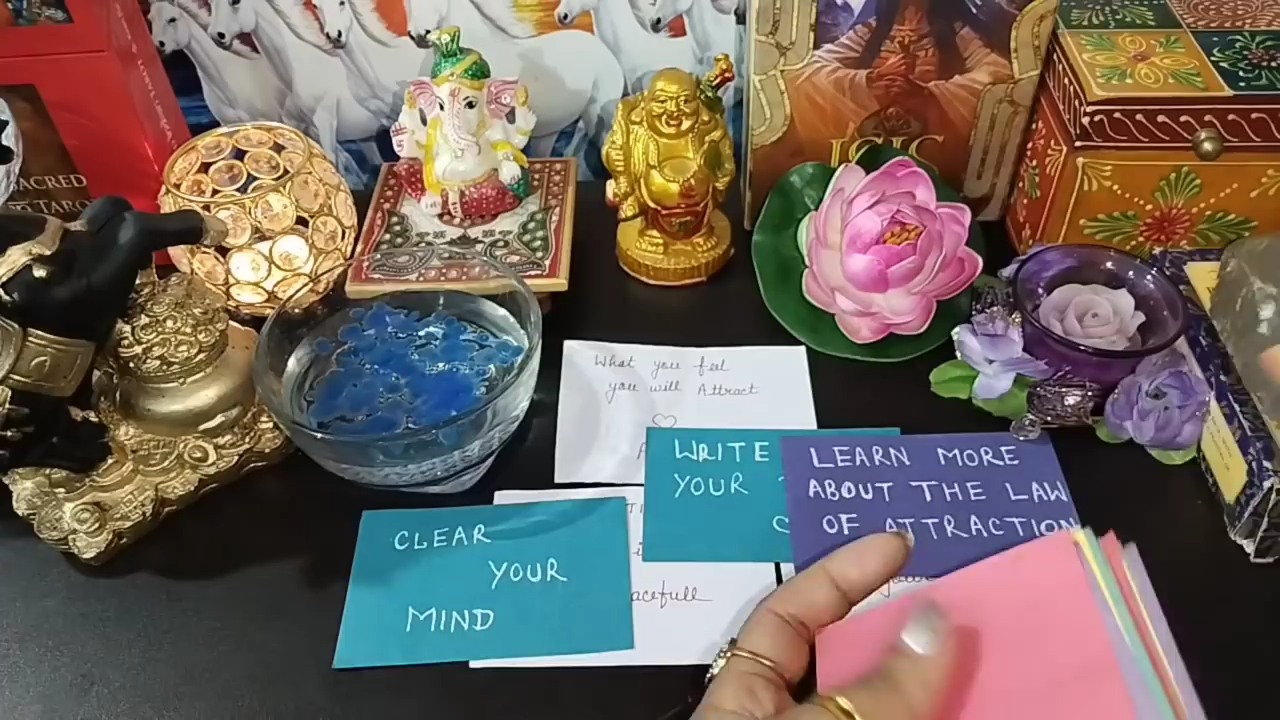 SACRED
TAROT
ISIS
What you feel
you will Attract
WRITE
YOUR
LEARN MORE
ABOUT THE LAW
OF ATTRACTION
CLEAR
YOUR
MIND